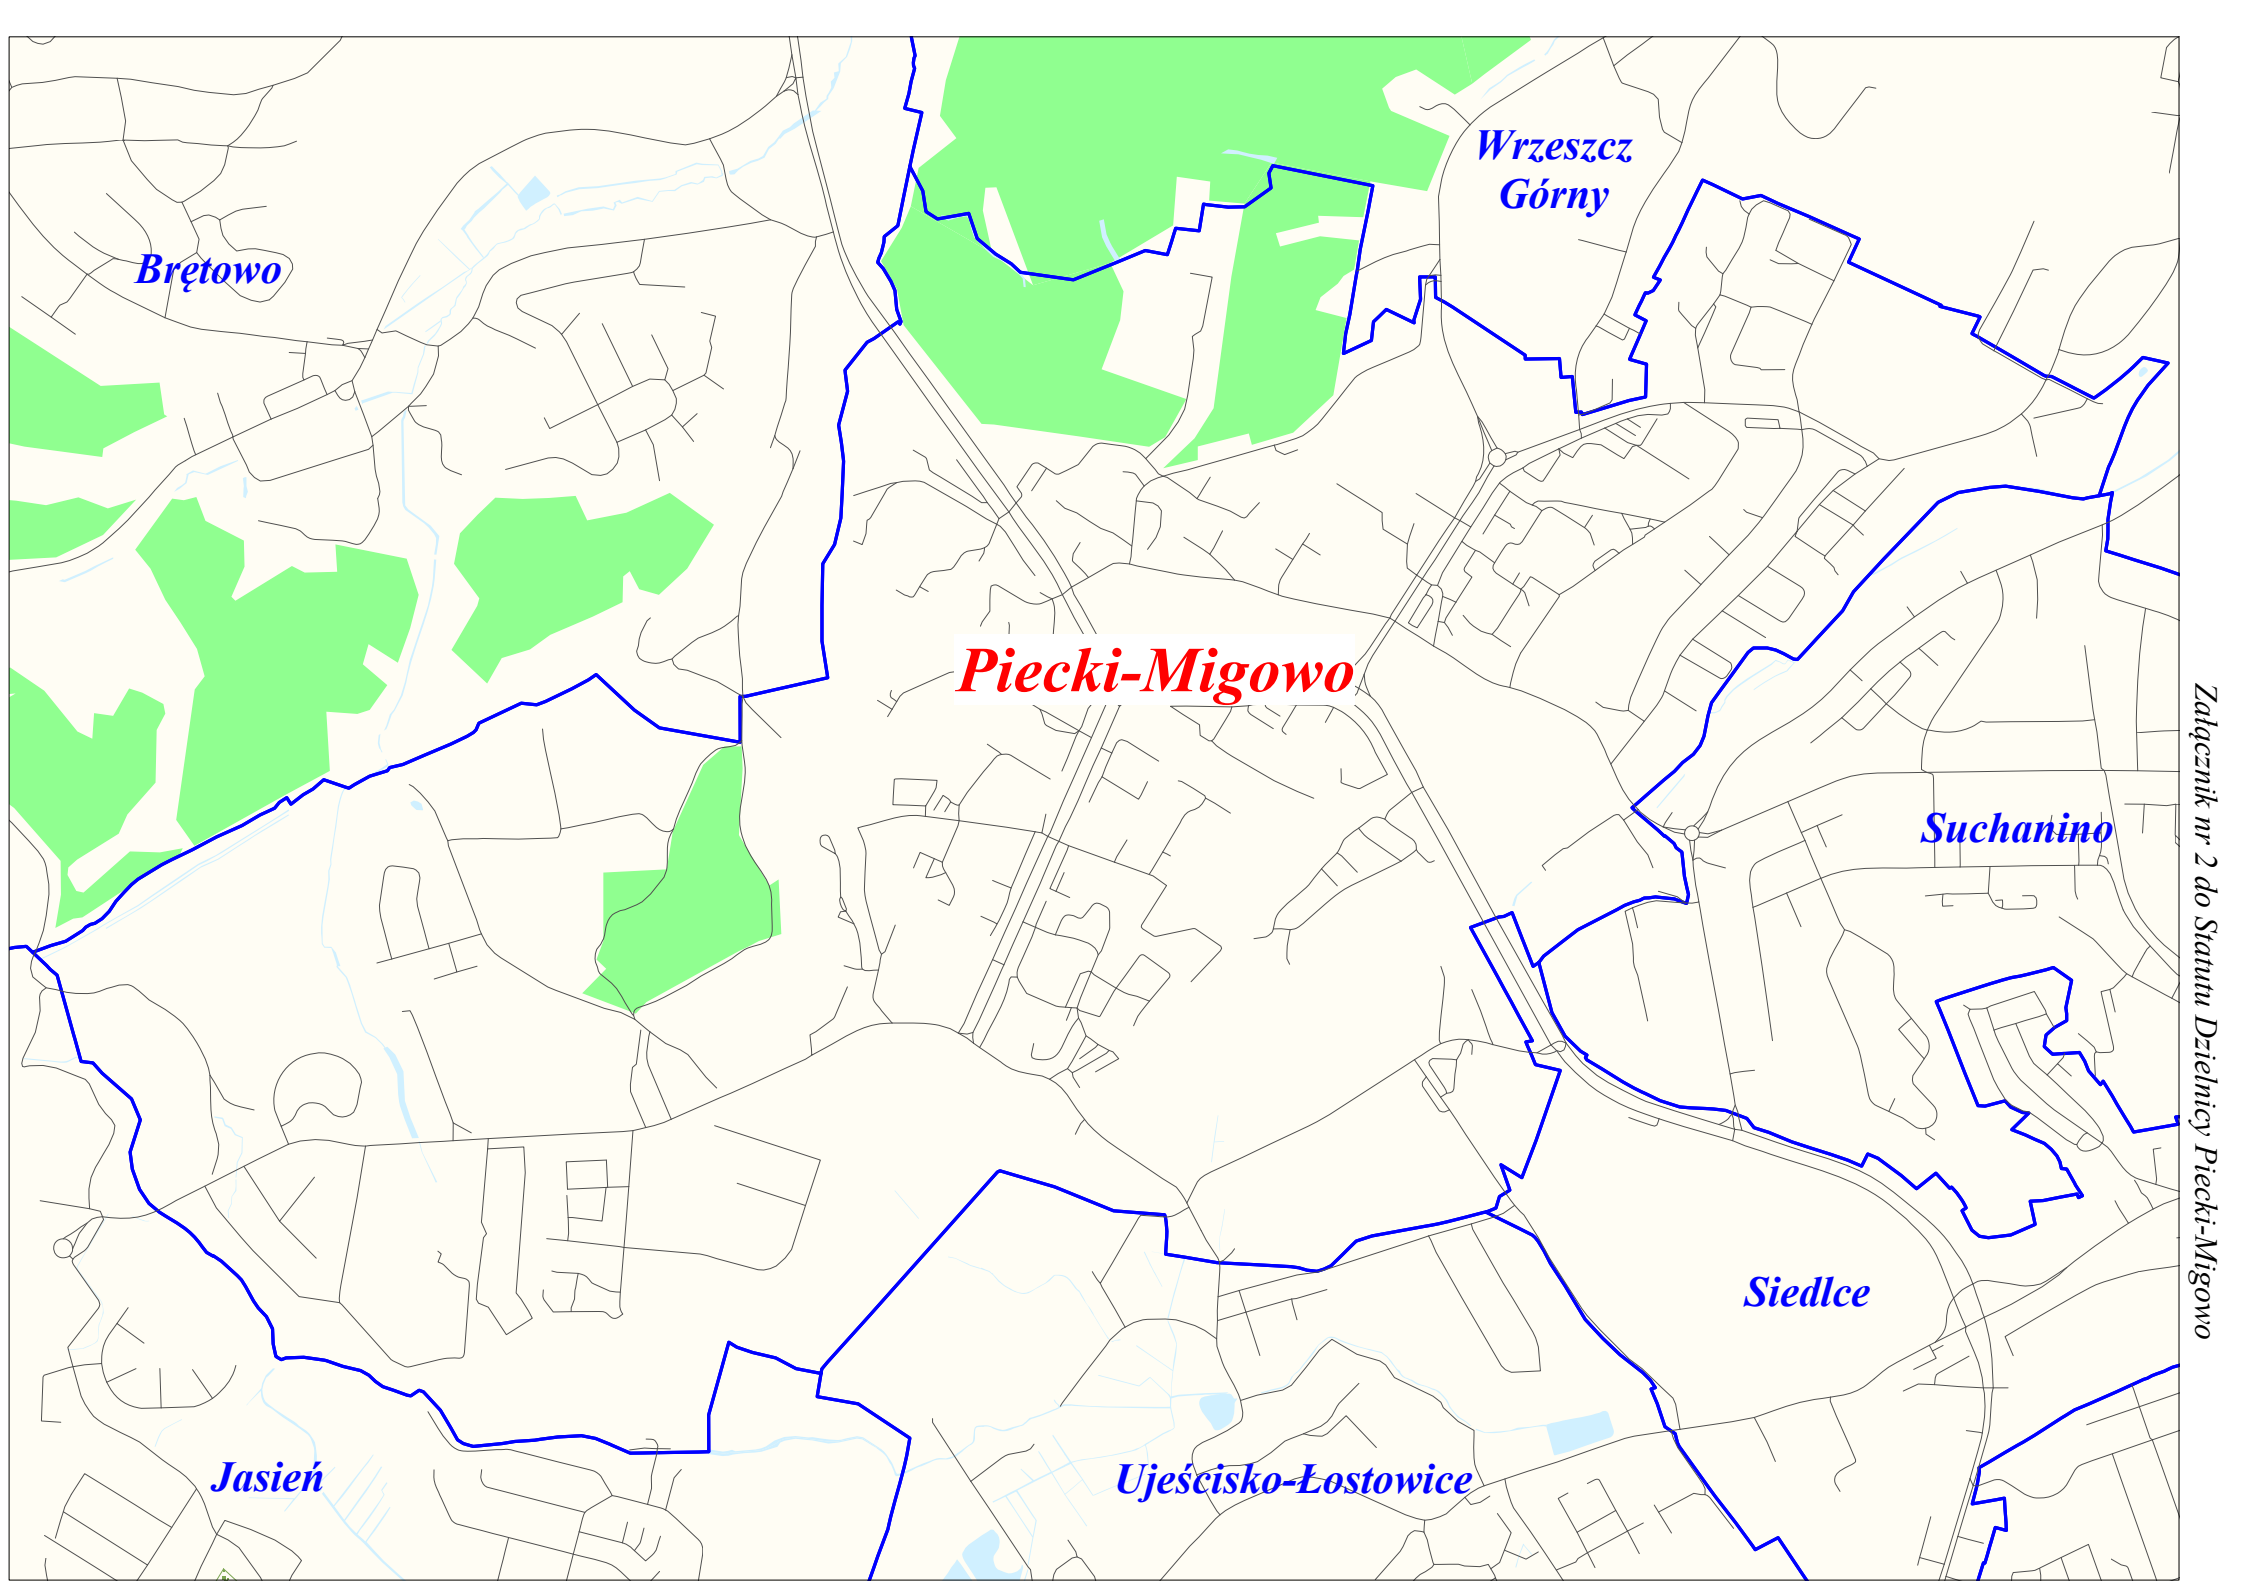 Wrzeszcz
Górny
Brętowo
Piecki-Migowo
Suchanino
Siedlce
Jasień
Ujeścisko-Łostowice
Załącznik nr 2 do Statutu Dzielnicy Piecki-Migowo